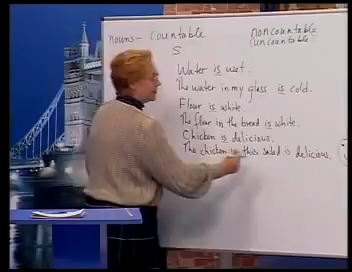 nouns - countable
noncountable
(uncountable)
S
Water is wet.
The water in my glass is cold.
Flour is white.
The flour in the bread is white.
Chicken is delicious.
The chicken in this salad is delicious.